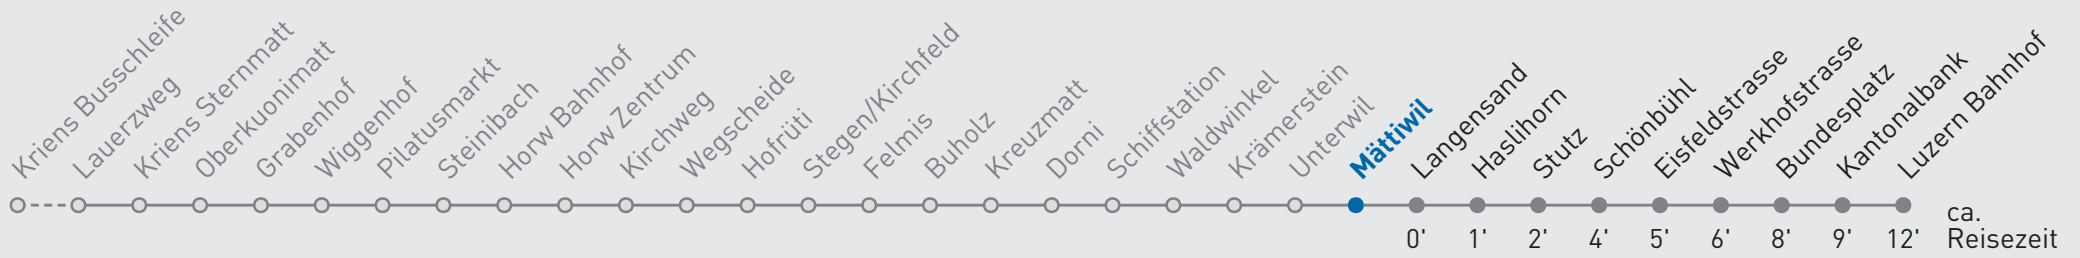 Kriens Busschleife
Lauerzweg
Kriens Sternmatt
Oberkuonimatt
Grabenhof
Wiggenhof
Pilatusmarkt
Steinibach
Horw Bahnhof
Horw Zentrum
Kirchweg
Wegscheide
Hofrüti
Stegen/Kirchfeld
Felmis
Buholz
Kreuzmatt
Dorni
Schiffstation
Waldwinkel
Krämerstein
Unterwil
Mättiwil
Langensand
Haslihorn
Stutz
Schönbühl
Eisfeldstrasse
Werkhofstrasse
Bundesplatz
Kantonalbank
Luzern Bahnhof
0' 1' 2' 4' 5' 6' 8' 9' 12'
ca.
Reisezeit